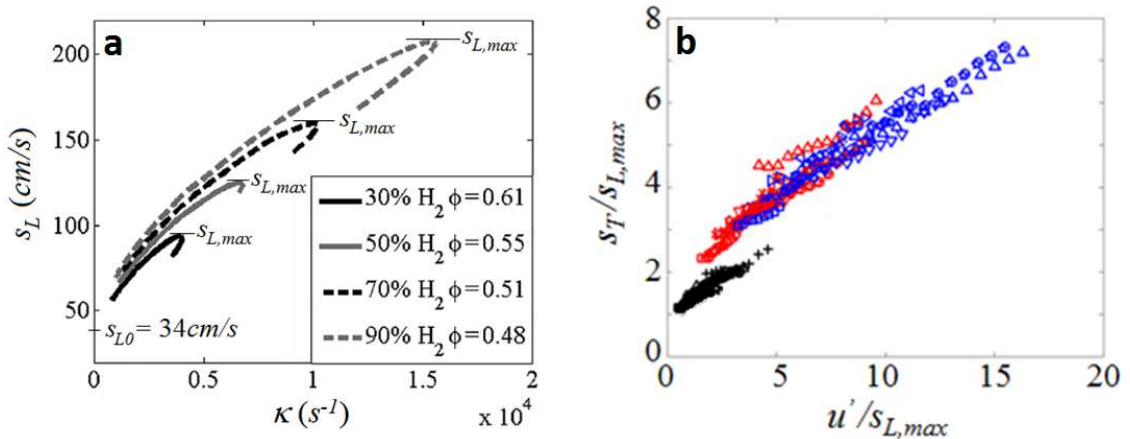 a
s_L (cm/s)
200
150
100
50
s_L,max
s_L,max
s_L,max
s_L,max
s_L0 = 34cm/s
30% H₂ ϕ=0.61
50% H₂ ϕ=0.55
70% H₂ ϕ=0.51
90% H₂ ϕ=0.48
0 0.5 1 1.5 2
κ (s⁻¹)
x 10⁴
b
s_T/s_L,max
8
6
4
2
0
0 5 10 15 20
u'/s_L,max